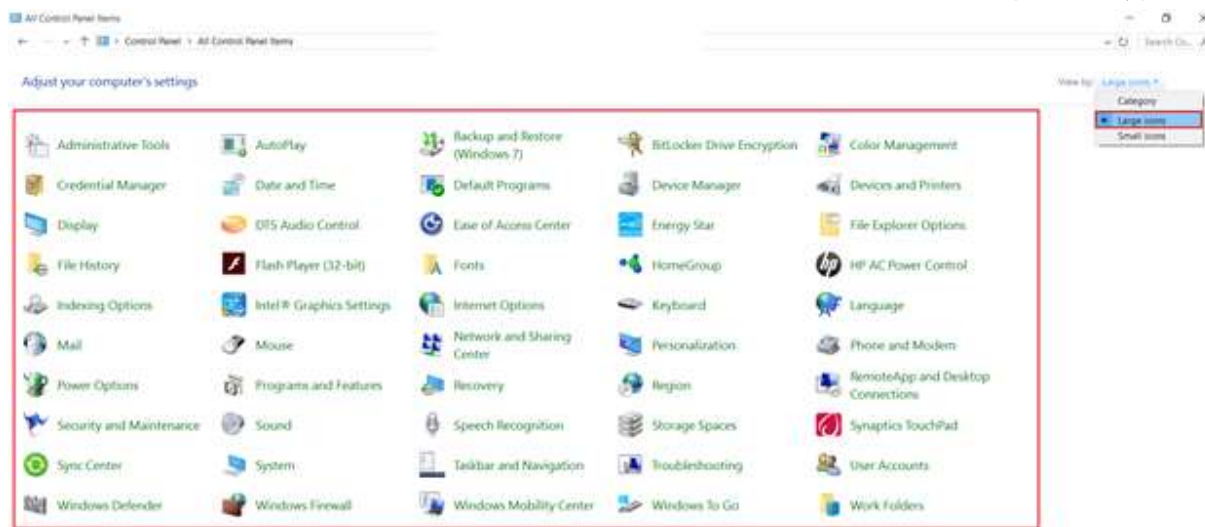 All Control Panel Items
Control Panel > All Control Panel Items
Search Co...
Adjust your computer's settings
View by: Large icons
Category
Large icons
Small icons
Administrative Tools
AutoPlay
Backup and Restore
(Windows 7)
BitLocker Drive Encryption
Color Management
Credential Manager
Date and Time
Default Programs
Device Manager
Devices and Printers
Display
DTS Audio Control
Ease of Access Center
Energy Star
File Explorer Options
File History
Flash Player (32-bit)
Fonts
HomeGroup
HP AC Power Control
Indexing Options
Intel® Graphics Settings
Internet Options
Keyboard
Language
Mail
Mouse
Network and Sharing
Center
Personalization
Phone and Modem
Power Options
Programs and Features
Recovery
Region
RemoteApp and Desktop
Connections
Security and Maintenance
Sound
Speech Recognition
Storage Spaces
Synaptics TouchPad
Sync Center
System
Taskbar and Navigation
Troubleshooting
User Accounts
Windows Defender
Windows Firewall
Windows Mobility Center
Windows To Go
Work Folders